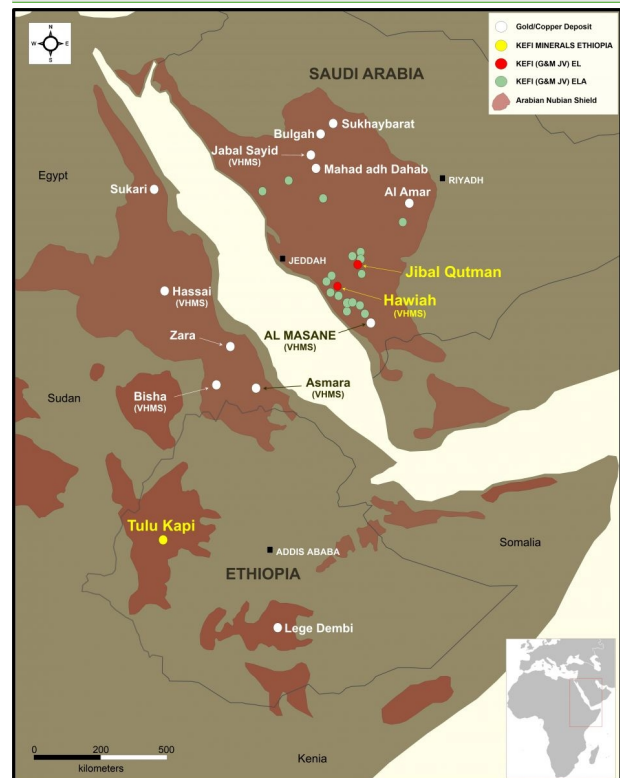 N
W E
S
Gold/Copper Deposit
KEFI MINERALS ETHIOPIA
KEFI (G&M JV) EL
KEFI (G&M JV) ELA
Arabian Nubian Shield
SAUDI ARABIA
Sukhaybarat
Bulgah
Jabal Sayid
(VHMS)
Mahad adh Dahab
Egypt
RIYADH
Sukari
Al Amar
JEDDAH
Jibal Qutman
Hassai
(VHMS)
Hawiah
(VHMS)
AL MASANE
(VHMS)
Zara
Asmara
(VHMS)
Bisha
(VHMS)
Sudan
Tulu Kapi
Somalia
ADDIS ABABA
ETHIOPIA
Lege Dembi
0 200 500
kilometers
Kenia